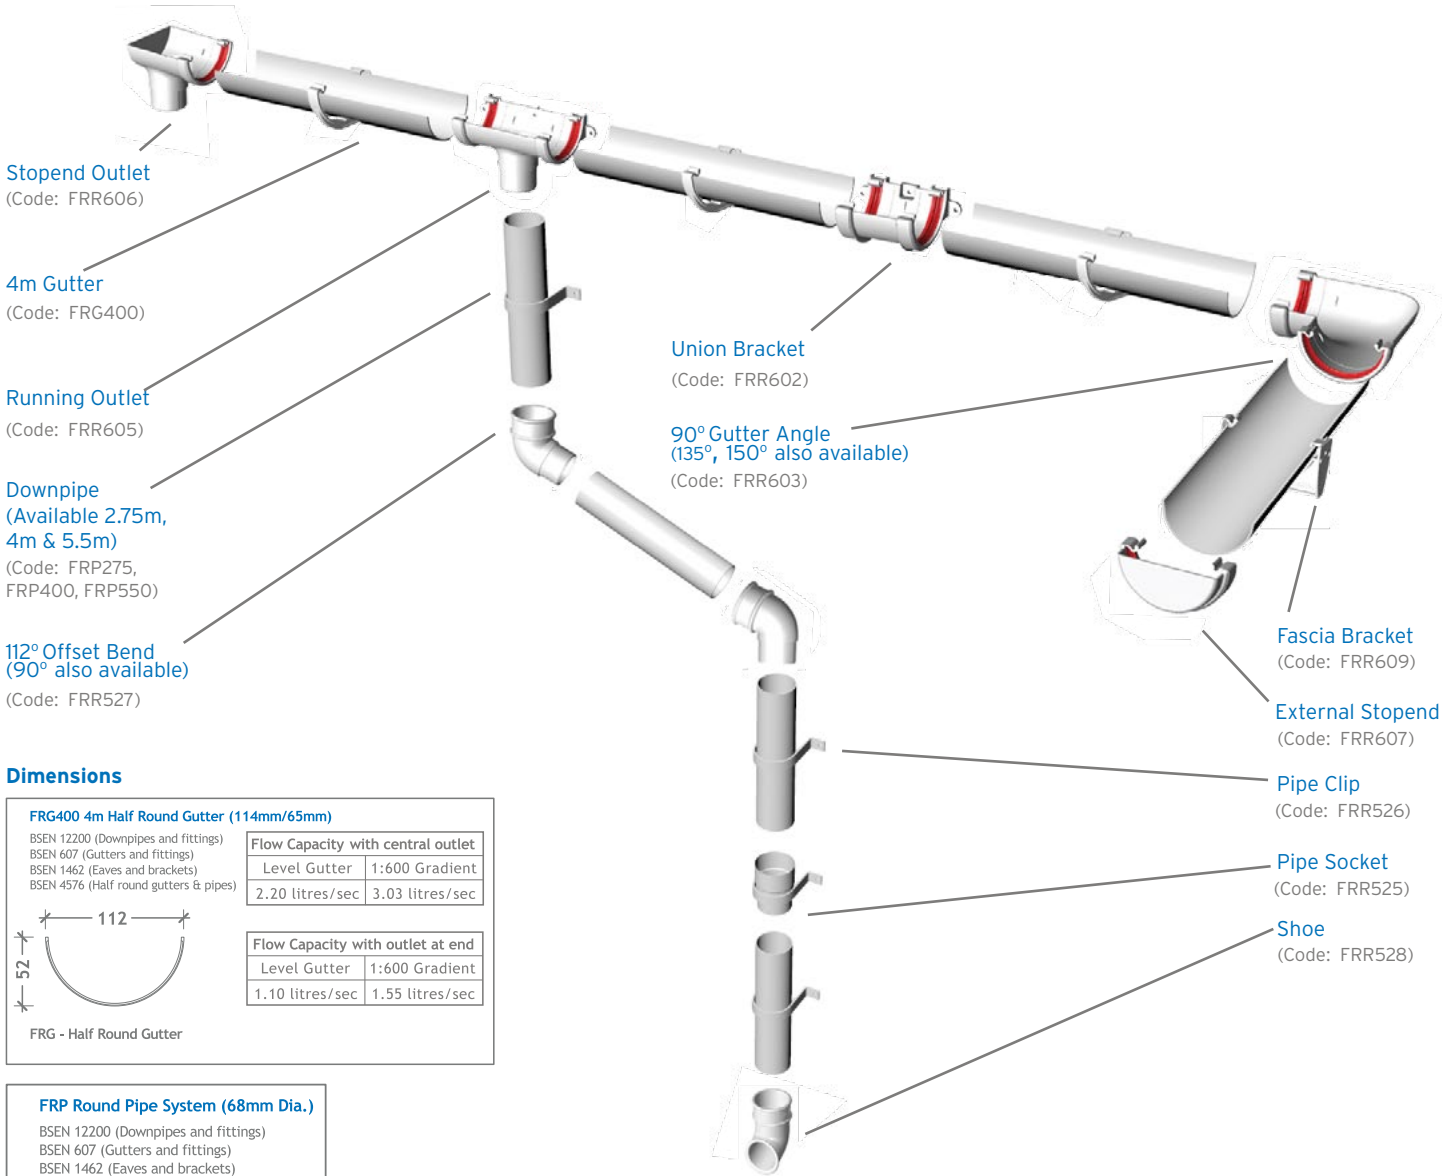 Stopend Outlet
(Code: FRR606)
4m Gutter
(Code: FRG400)
Running Outlet
(Code: FRR605)
Downpipe
(Available 2.75m,
4m & 5.5m)
(Code: FRP275,
FRP400, FRP550)
112° Offset Bend
(90° also available)
(Code: FRR527)
Union Bracket
(Code: FRR602)
90° Gutter Angle
(135°, 150° also available)
(Code: FRR603)
Fascia Bracket
(Code: FRR609)
External Stopend
(Code: FRR607)
Pipe Clip
(Code: FRR526)
Pipe Socket
(Code: FRR525)
Shoe
(Code: FRR528)
Dimensions
FRG400 4m Half Round Gutter (114mm/65mm)
BSEN 12200 (Downpipes and fittings)
BSEN 607 (Gutters and fittings)
BSEN 1462 (Eaves and brackets)
BSEN 4576 (Half round gutters & pipes)
Flow Capacity with central outlet
Level Gutter 1:600 Gradient
2.20 litres/sec 3.03 litres/sec
112
52
Flow Capacity with outlet at end
Level Gutter 1:600 Gradient
1.10 litres/sec 1.55 litres/sec
FRG - Half Round Gutter
FRP Round Pipe System (68mm Dia.)
BSEN 12200 (Downpipes and fittings)
BSEN 607 (Gutters and fittings)
BSEN 1462 (Eaves and brackets)